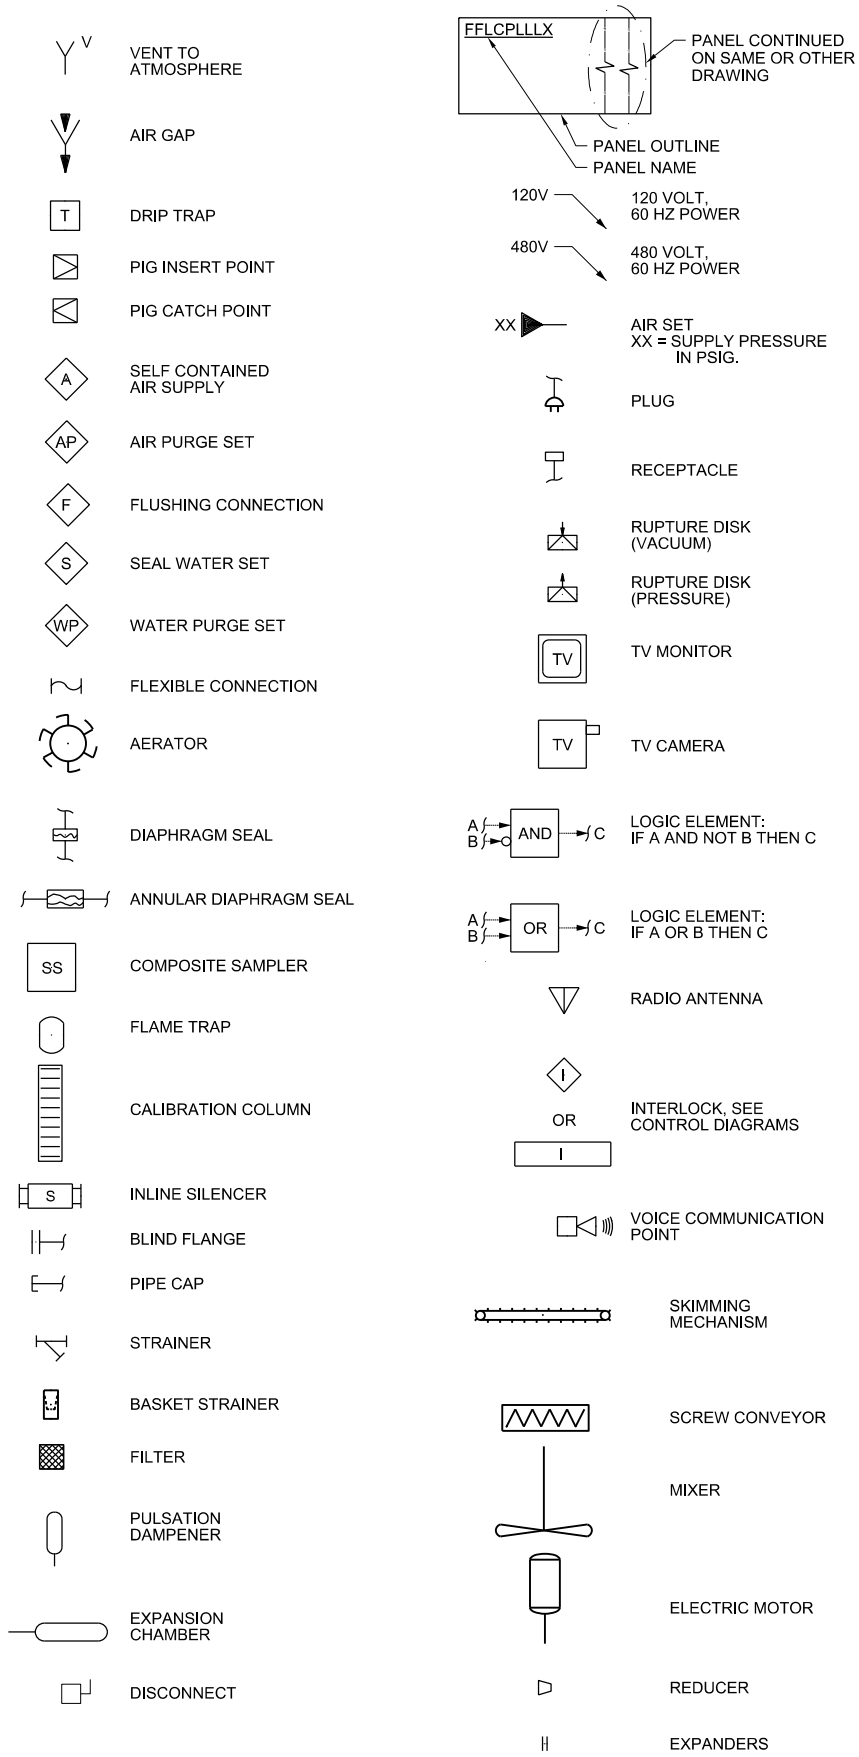 V
VENT TO
ATMOSPHERE
AIR GAP
T
DRIP TRAP
PIG INSERT POINT
PIG CATCH POINT
A
SELF CONTAINED
AIR SUPPLY
AP
AIR PURGE SET
F
FLUSHING CONNECTION
S
SEAL WATER SET
WP
WATER PURGE SET
FLEXIBLE CONNECTION
AERATOR
DIAPHRAGM SEAL
ANNULAR DIAPHRAGM SEAL
SS
COMPOSITE SAMPLER
FLAME TRAP
CALIBRATION COLUMN
S
INLINE SILENCER
BLIND FLANGE
PIPE CAP
STRAINER
BASKET STRAINER
FILTER
PULSATION
DAMPENER
EXPANSION
CHAMBER
DISCONNECT
FFLCPLLLX
PANEL CONTINUED
ON SAME OR OTHER
DRAWING
PANEL OUTLINE
PANEL NAME
120V
120 VOLT,
60 HZ POWER
480V
480 VOLT,
60 HZ POWER
XX
AIR SET
XX = SUPPLY PRESSURE
IN PSIG.
PLUG
RECEPTACLE
RUPTURE DISK
(VACUUM)
RUPTURE DISK
(PRESSURE)
TV
TV MONITOR
TV
TV CAMERA
A
B
AND
C
LOGIC ELEMENT:
IF A AND NOT B THEN C
A
B
OR
C
LOGIC ELEMENT:
IF A OR B THEN C
RADIO ANTENNA
I
OR
I
INTERLOCK, SEE
CONTROL DIAGRAMS
VOICE COMMUNICATION
POINT
SKIMMING
MECHANISM
SCREW CONVEYOR
MIXER
ELECTRIC MOTOR
REDUCER
EXPANDERS